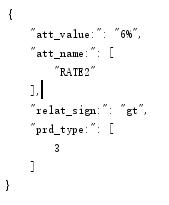 {
"att_value:": "6%",
"att_name:": [
"RATE2"
],
"relat_sign:": "gt",
"prd_type:": [
3
]
}